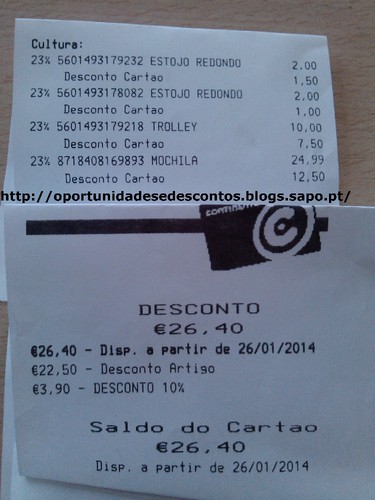 Cultura:
23% 5601493179232 ESTOJO REDONDO 2.00
Desconto Cartao 1,50
23% 5601493178082 ESTOJO REDONDO 2,00
Desconto Cartao 1,00
23% 5601493179218 TROLLEY 10,00
Desconto Cartao 7,50
23% 8718408169893 MOCHILA 24,99
Desconto Cartao 12,50
http://oportunidadesedescontos.blogs.sapo.pt/
continente
C
DESCONTO
€26,40
€26,40 - Disp. a partir de 26/01/2014
€22,50 - Desconto Artigo
€3,90 - DESCONTO 10%
Saldo do Cartao
€26,40
Disp. a partir de 26/01/2014